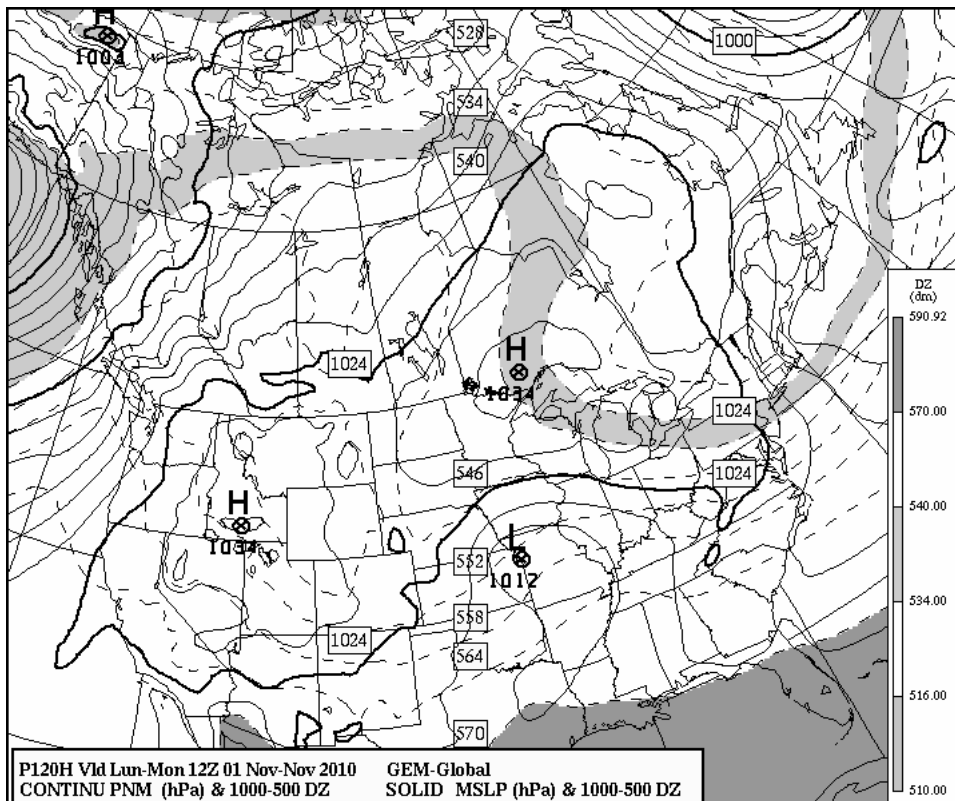 H
1003
528
1000
534
540
1024
H
1034
1024
546
1024
H
1034
L
1012
552
558
1024
564
570
DZ
(dm)
590.92
570.00
540.00
534.00
516.00
510.00
P120H Vld Lun-Mon 12Z 01 Nov-Nov 2010 GEM-Global
CONTINU PNM (hPa) & 1000-500 DZ SOLID MSLP (hPa) & 1000-500 DZ